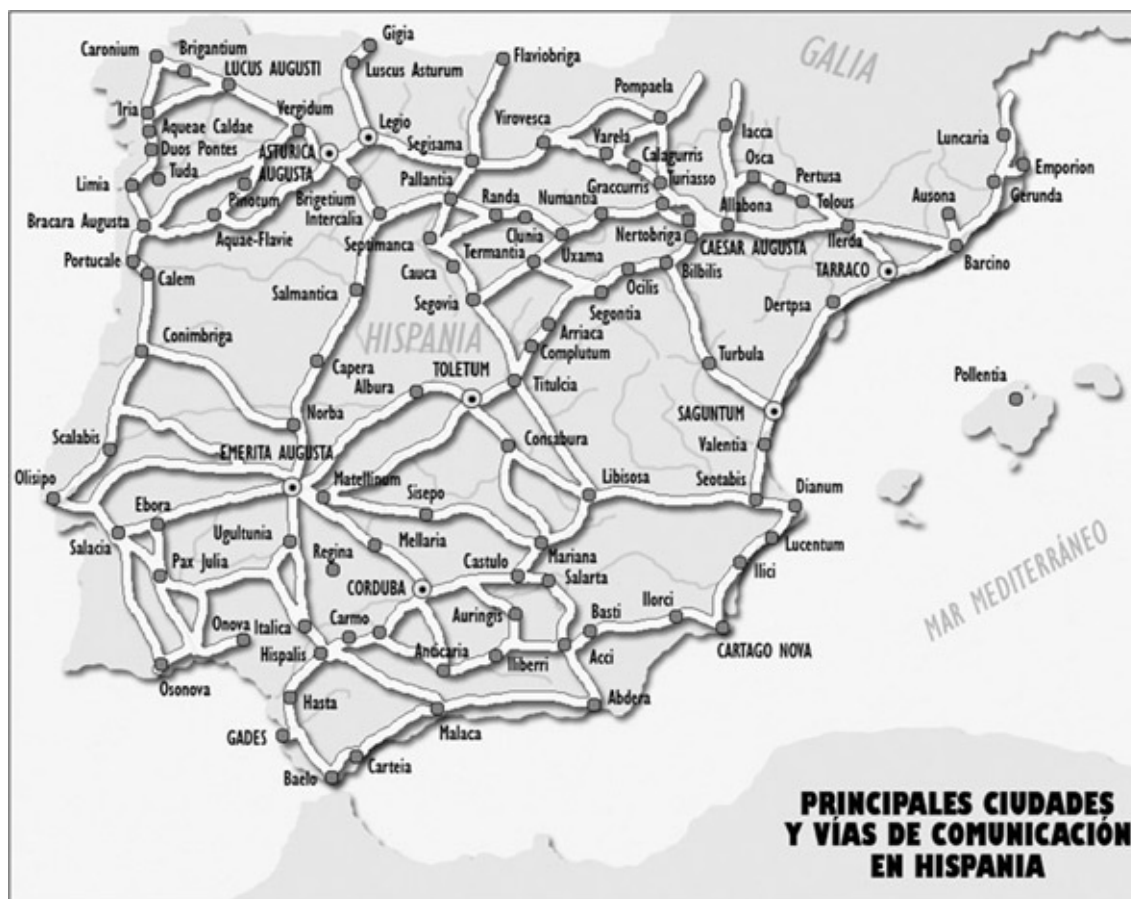 Gigia
Caronium
Brigantium
LUCUS AUGUSTI
Luscus Asturum
Flaviobriga
GALIA
Pompaela
Iria
Vergidum
Legio
Virovesca
Varela
Iacca
Luncaria
Aqueae Caldae
Duos Pontes
ASTURICA
AUGUSTA
Segisama
Calagurris
Osca
Emporion
Tuda
Limia
Pinotum
Brigetium
Pallantia
Graccurris
Turiasso
Pertusa
Gerunda
Intercalia
Randa
Numantia
Allabona
Tolous
Ausona
Bracara Augusta
Aquae-Flavie
Septimanca
Clunia
Termantia
Uxama
Nertobriga
CAESAR AUGUSTA
Ilerda
Barcino
Portucale
Calem
Cauca
Bilbilis
TARRACO
Salmantica
Segovia
Ocilis
Segontia
Dertpsa
Conimbriga
HISPANIA
Arriaca
Complutum
Capera
Albura
TOLETUM
Titulcia
Turbula
Pollentia
Norba
SAGUNTUM
Scalabis
EMERITA AUGUSTA
Consabura
Valentia
Olisipo
Matellinum
Libisosa
Seotabis
Dianum
Ebora
Sisepo
Salacia
Ugultunia
Mellaria
Lucentum
Regina
Mariana
Pax Julia
Castulo
Salarta
Ilici
MAR MEDITERRÁNEO
CORDUBA
Auringis
Basti
Ilorci
Onova
Italica
Carmo
Hispalis
Anticaria
Iliberri
Acci
CARTAGO NOVA
Osonova
Hasta
Abdera
GADES
Malaca
Baelo
Carteia
PRINCIPALES CIUDADES
Y VÍAS DE COMUNICACIÓN
EN HISPANIA